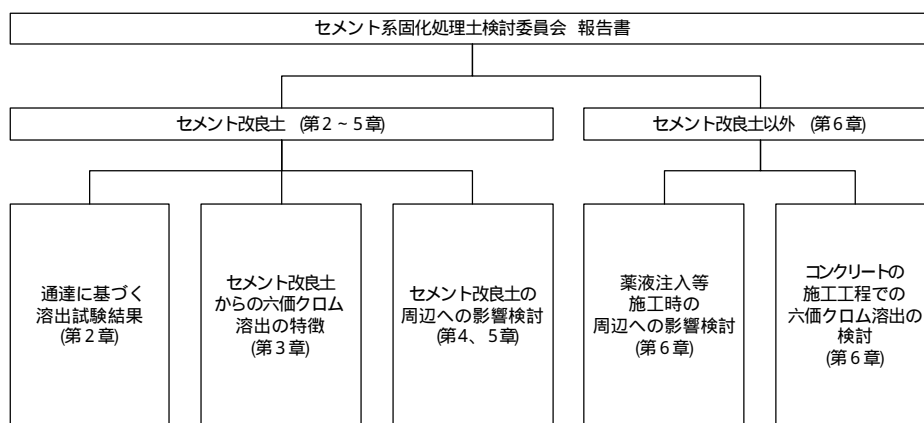 セメント系固化処理土検討委員会 報告書
セメント改良土 (第2～5章)
セメント改良土以外 (第6章)
通達に基づく
溶出試験結果
(第2章)
セメント改良土
からの六価クロム
溶出の特徴
(第3章)
セメント改良土の
周辺への影響検討
(第4、5章)
薬液注入等
施工時の
周辺への影響検討
(第6章)
コンクリートの
施工工程での
六価クロム溶出の
検討
(第6章)